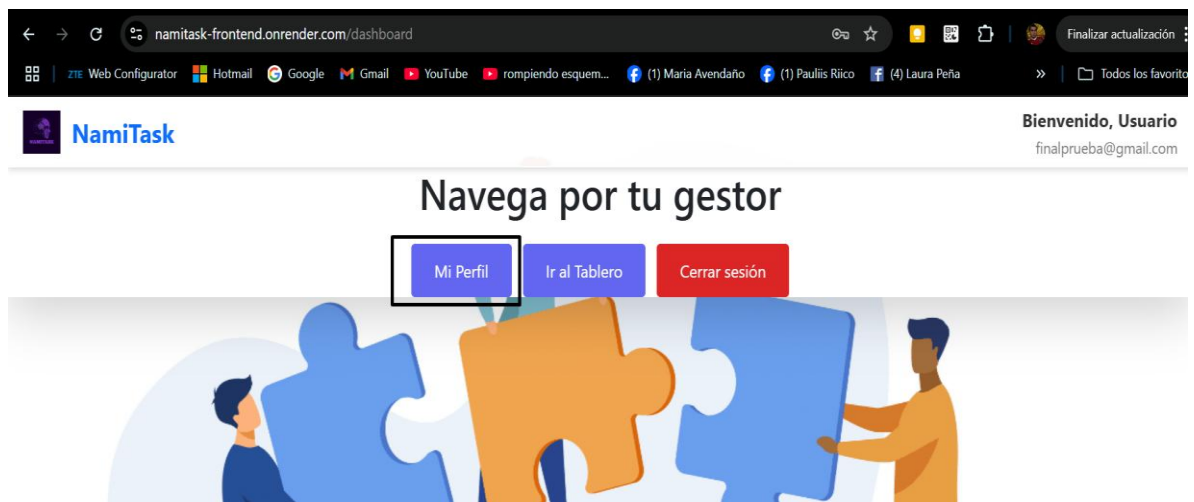 namitask-frontend.onrender.com/dashboard
Finalizar actualización
ZTE Web Configurator Hotmail Google Gmail YouTube rompiendo esquem... (1) Maria Avendaño (1) Pauliis Riico (4) Laura Peña » Todos los favorito
NamiTask
Bienvenido, Usuario
finalprueba@gmail.com
Navega por tu gestor
Mi Perfil Ir al Tablero Cerrar sesión